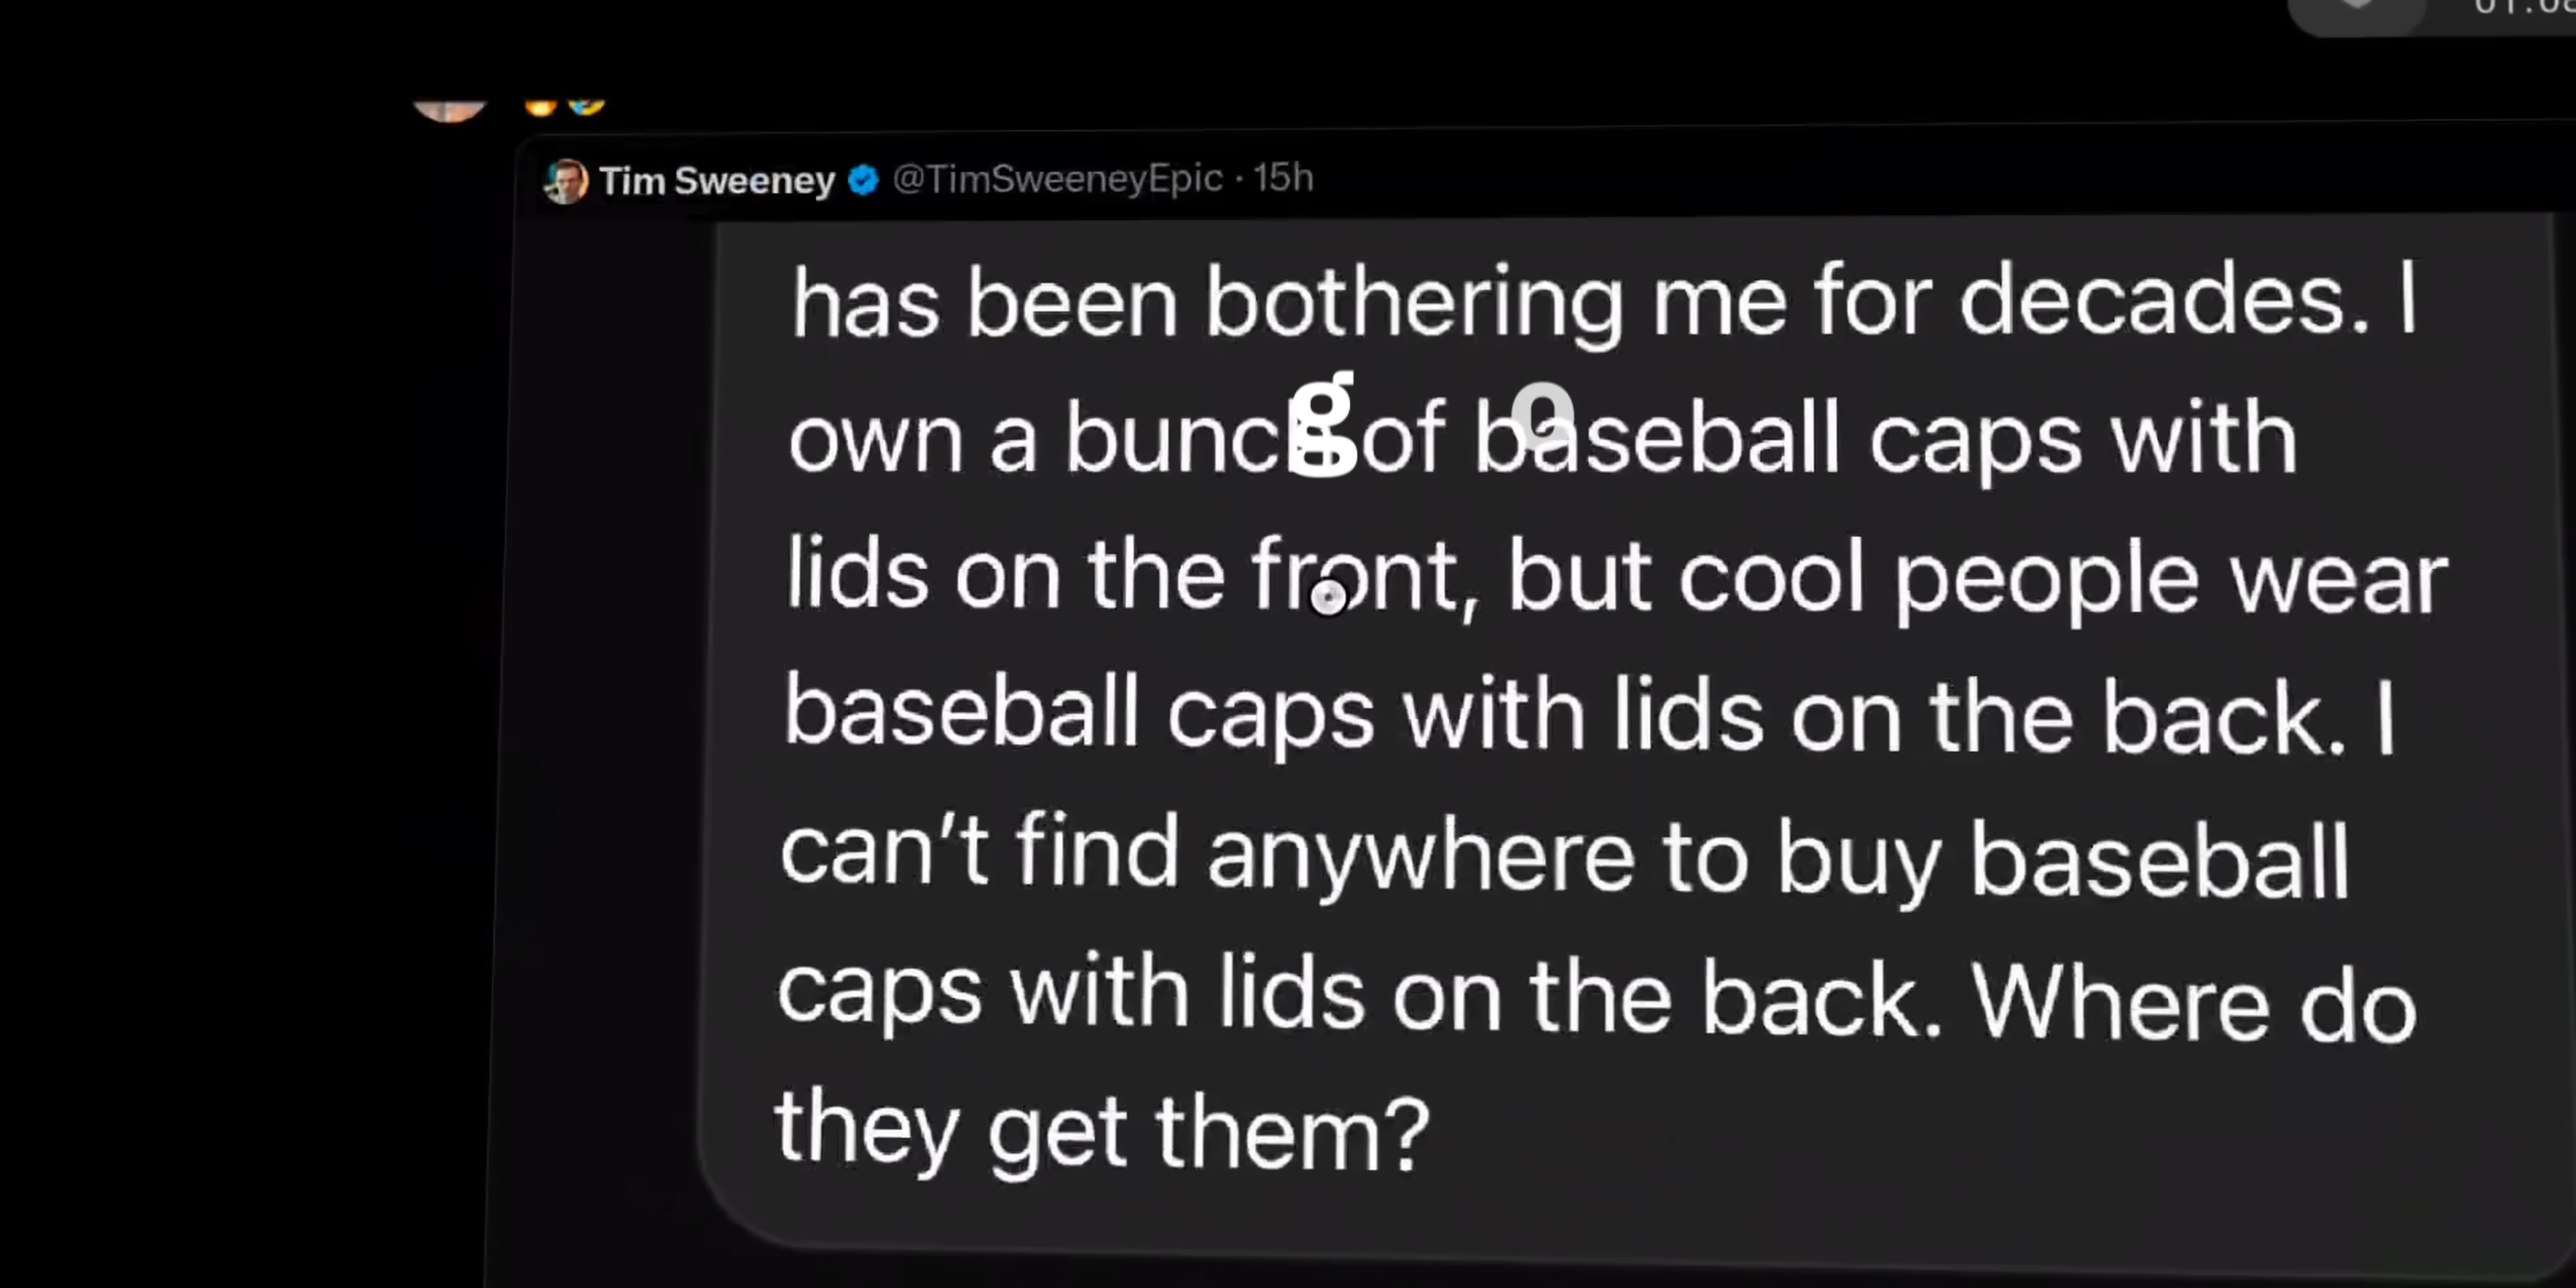 01:08
Tim Sweeney @TimSweeneyEpic · 15h
has been bothering me for decades. I
own a bunch of baseball caps with
g o
lids on the front, but cool people wear
baseball caps with lids on the back. I
can't find anywhere to buy baseball
caps with lids on the back. Where do
they get them?